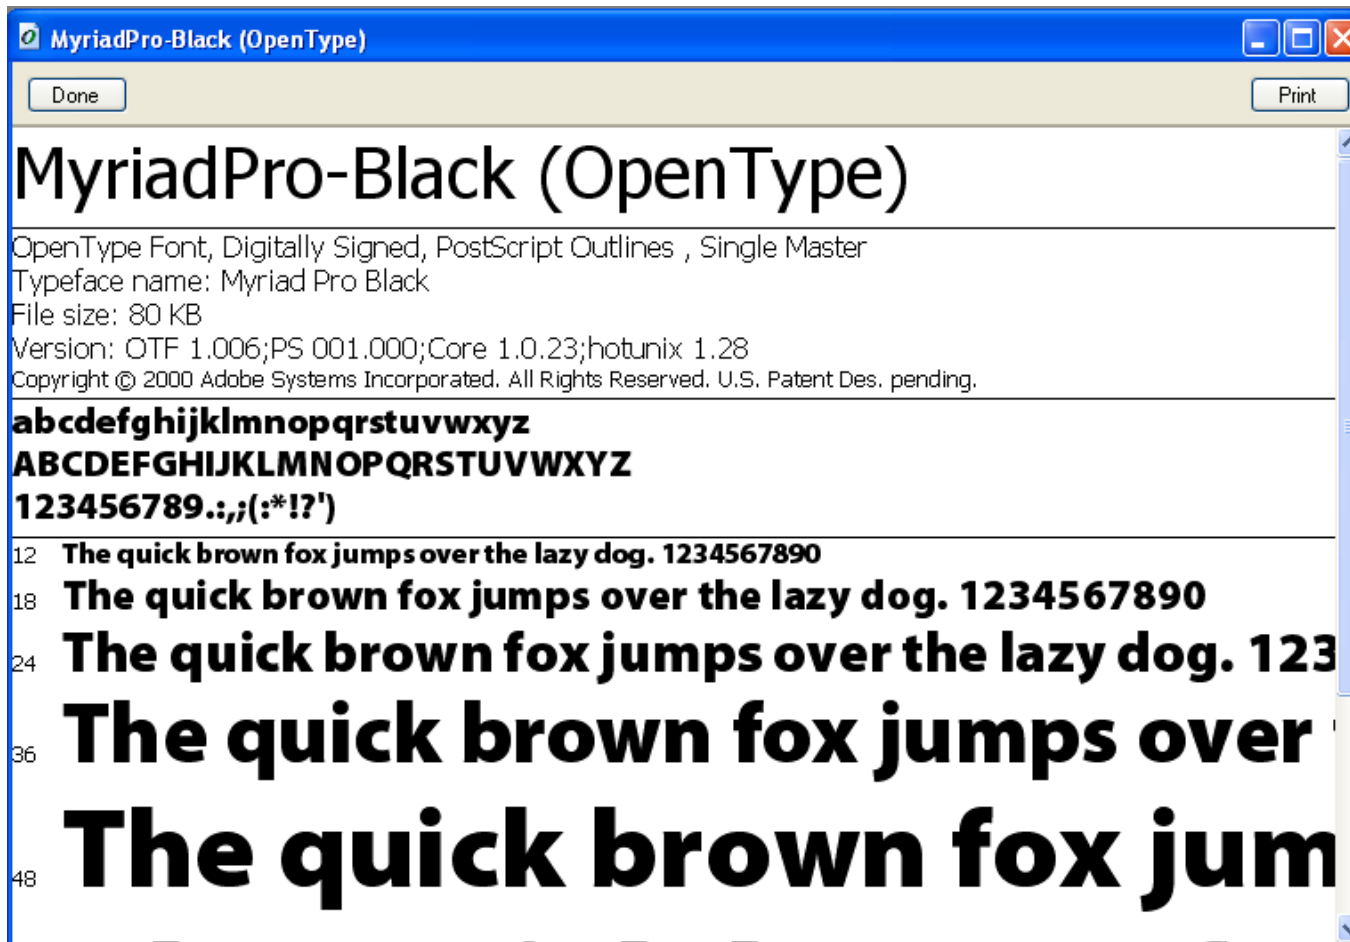 MyriadPro-Black (OpenType)
Done
Print
MyriadPro-Black (OpenType)
OpenType Font, Digitally Signed, PostScript Outlines , Single Master
Typeface name: Myriad Pro Black
File size: 80 KB
Version: OTF 1.006;PS 001.000;Core 1.0.23;hotunix 1.28
Copyright © 2000 Adobe Systems Incorporated. All Rights Reserved. U.S. Patent Des. pending.
abcdefghijklmnopqrstuvwxyz
ABCDEFGHIJKLMNOPQRSTUVWXYZ
123456789.:,;(:*!?')
12 The quick brown fox jumps over the lazy dog. 1234567890
18 The quick brown fox jumps over the lazy dog. 1234567890
24 The quick brown fox jumps over the lazy dog. 123
36 The quick brown fox jumps over
48 The quick brown fox jum